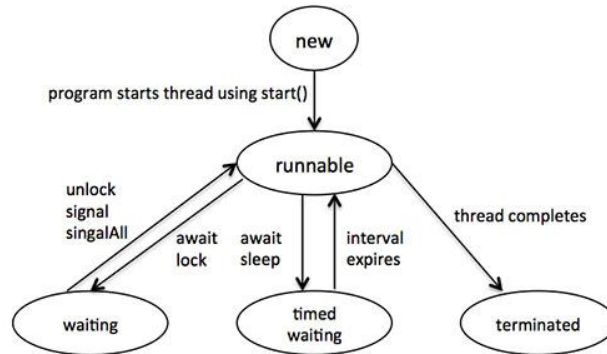 new
program starts thread using start()
runnable
unlock
signal
singalAll
await
lock
await
sleep
interval
expires
thread completes
waiting
timed
waiting
terminated